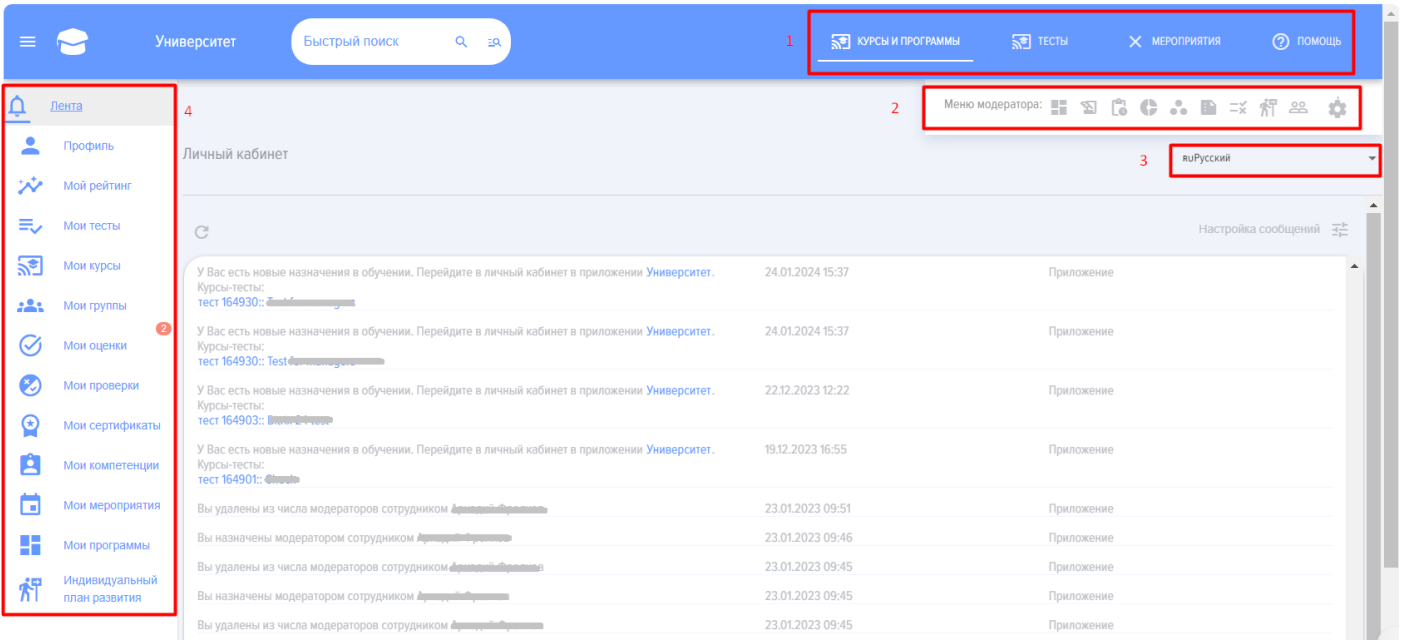 Университет
Быстрый поиск
1
КУРСЫ И ПРОГРАММЫ
ТЕСТЫ
МЕРОПРИЯТИЯ
ПОМОЩЬ
4
2
Меню модератора:
Личный кабинет
3
RUРусский
Лента
Профиль
Мой рейтинг
Мои тесты
Мои курсы
Мои группы
2
Мои оценки
Мои проверки
Мои сертификаты
Мои компетенции
Мои мероприятия
Мои программы
Индивидуальный
план развития
Настройка сообщений
У Вас есть новые назначения в обучении. Перейдите в личный кабинет в приложении Университет. 24.01.2024 15:37 Приложение
Курсы-тесты:
тест 164930::
У Вас есть новые назначения в обучении. Перейдите в личный кабинет в приложении Университет. 24.01.2024 15:37 Приложение
Курсы-тесты:
тест 164930:: Test
У Вас есть новые назначения в обучении. Перейдите в личный кабинет в приложении Университет. 22.12.2023 12:22 Приложение
Курсы-тесты:
тест 164903::
У Вас есть новые назначения в обучении. Перейдите в личный кабинет в приложении Университет. 19.12.2023 16:55 Приложение
Курсы-тесты:
тест 164901::
Вы удалены из числа модераторов сотрудником 23.01.2023 09:51 Приложение
Вы назначены модератором сотрудником 23.01.2023 09:46 Приложение
Вы удалены из числа модераторов сотрудником 23.01.2023 09:45 Приложение
Вы назначены модератором сотрудником 23.01.2023 09:45 Приложение
Вы удалены из числа модераторов сотрудником 23.01.2023 09:45 Приложение